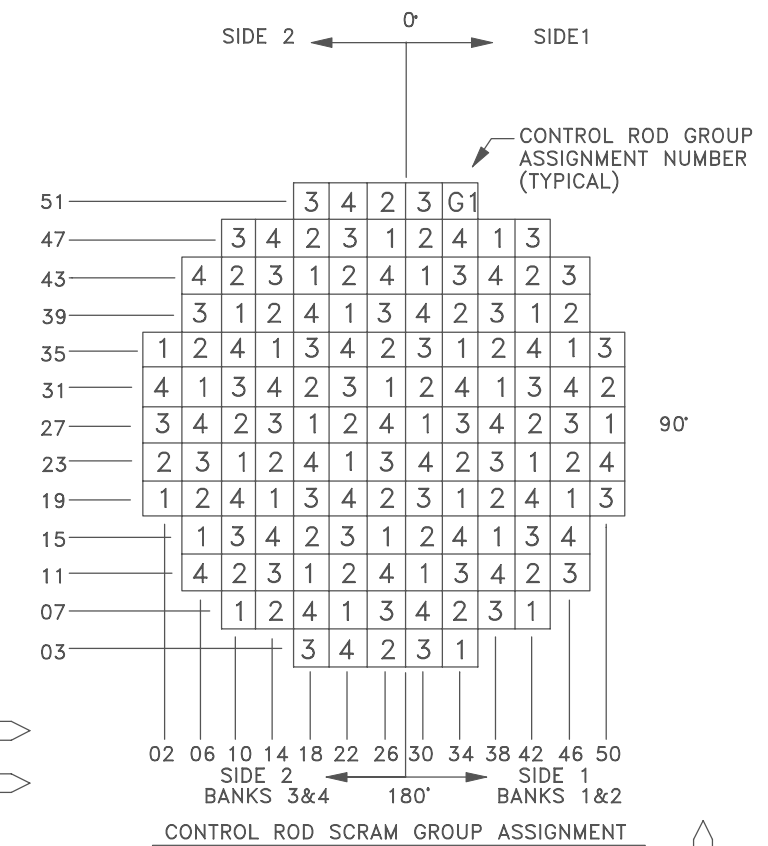 0°
SIDE 2 SIDE1
CONTROL ROD GROUP
ASSIGNMENT NUMBER
(TYPICAL)
51 3 4 2 3 G1
47 3 4 2 3 1 2 4 1 3
43 4 2 3 1 2 4 1 3 4 2 3
39 3 1 2 4 1 3 4 2 3 1 2
35 1 2 4 1 3 4 2 3 1 2 4 1 3
31 4 1 3 4 2 3 1 2 4 1 3 4 2
27 3 4 2 3 1 2 4 1 3 4 2 3 1 90°
23 2 3 1 2 4 1 3 4 2 3 1 2 4
19 1 2 4 1 3 4 2 3 1 2 4 1 3
15 1 3 4 2 3 1 2 4 1 3 4
11 4 2 3 1 2 4 1 3 4 2 3
07 1 2 4 1 3 4 2 3 1
03 3 4 2 3 1
02 06 10 14 18 22 26 30 34 38 42 46 50
SIDE 2 SIDE 1
BANKS 3&4 180° BANKS 1&2
CONTROL ROD SCRAM GROUP ASSIGNMENT